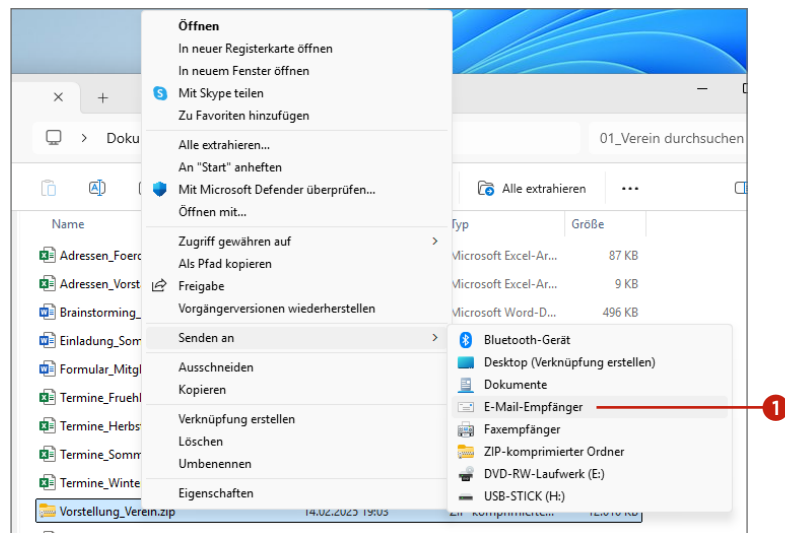 Öffnen
In neuer Registerkarte öffnen
In neuem Fenster öffnen
Mit Skype teilen
Zu Favoriten hinzufügen
Alle extrahieren...
An "Start" anheften
Mit Microsoft Defender überprüfen...
Öffnen mit...
Zugriff gewähren auf
Als Pfad kopieren
Freigabe
Vorgängerversionen wiederherstellen
Senden an
Ausschneiden
Kopieren
Verknüpfung erstellen
Löschen
Umbenennen
Eigenschaften
Bluetooth-Gerät
Desktop (Verknüpfung erstellen)
Dokumente
E-Mail-Empfänger
1
Faxempfänger
ZIP-komprimierter Ordner
DVD-RW-Laufwerk (E:)
USB-STICK (H:)
Doku
01_Verein durchsuchen
Alle extrahieren
Name
Typ
Größe
Adressen_Foerd
Microsoft Excel-Ar...
87 KB
Adressen_Vorst
Microsoft Excel-Ar...
9 KB
Brainstorming_
Microsoft Word-D...
496 KB
Einladung_Som
Formular_Mitgl
Termine_Frueh
Termine_Herbs
Termine_Somm
Termine_Winte
Vorstellung_Verein.zip
14.02.2025 19:03